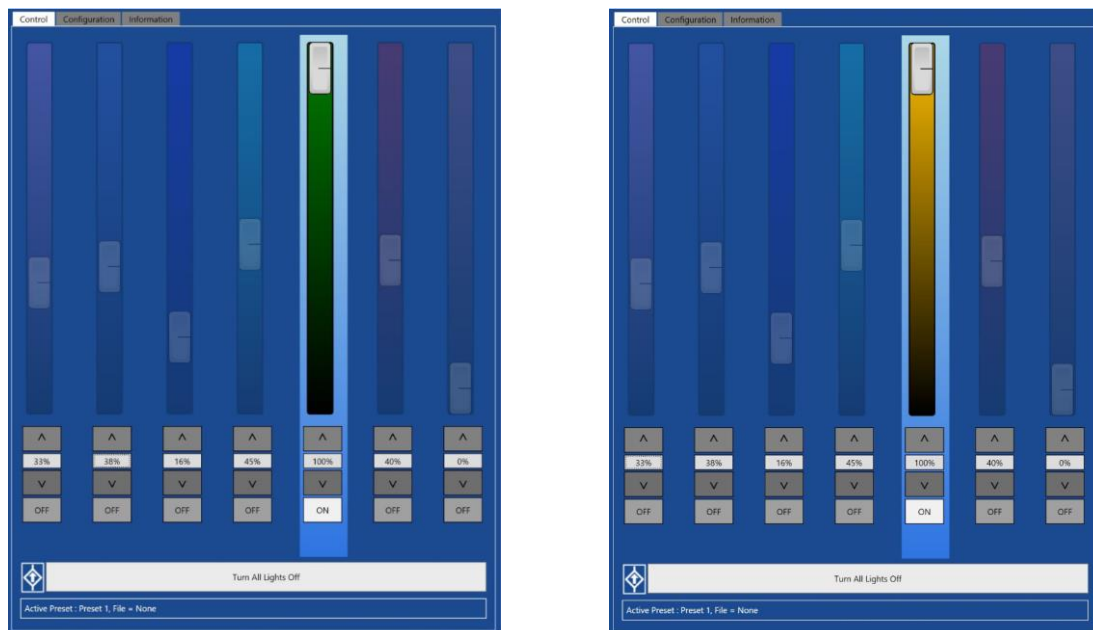 Control Configuration Information
^ ^ ^ ^ ^ ^ ^
33% 38% 16% 45% 100% 40% 0%
v v v v v v v
OFF OFF OFF OFF ON OFF OFF
Turn All Lights Off
Active Preset : Preset 1, File = None
Control Configuration Information
^ ^ ^ ^ ^ ^ ^
33% 38% 16% 45% 100% 40% 0%
v v v v v v v
OFF OFF OFF OFF ON OFF OFF
Turn All Lights Off
Active Preset : Preset 1, File = None